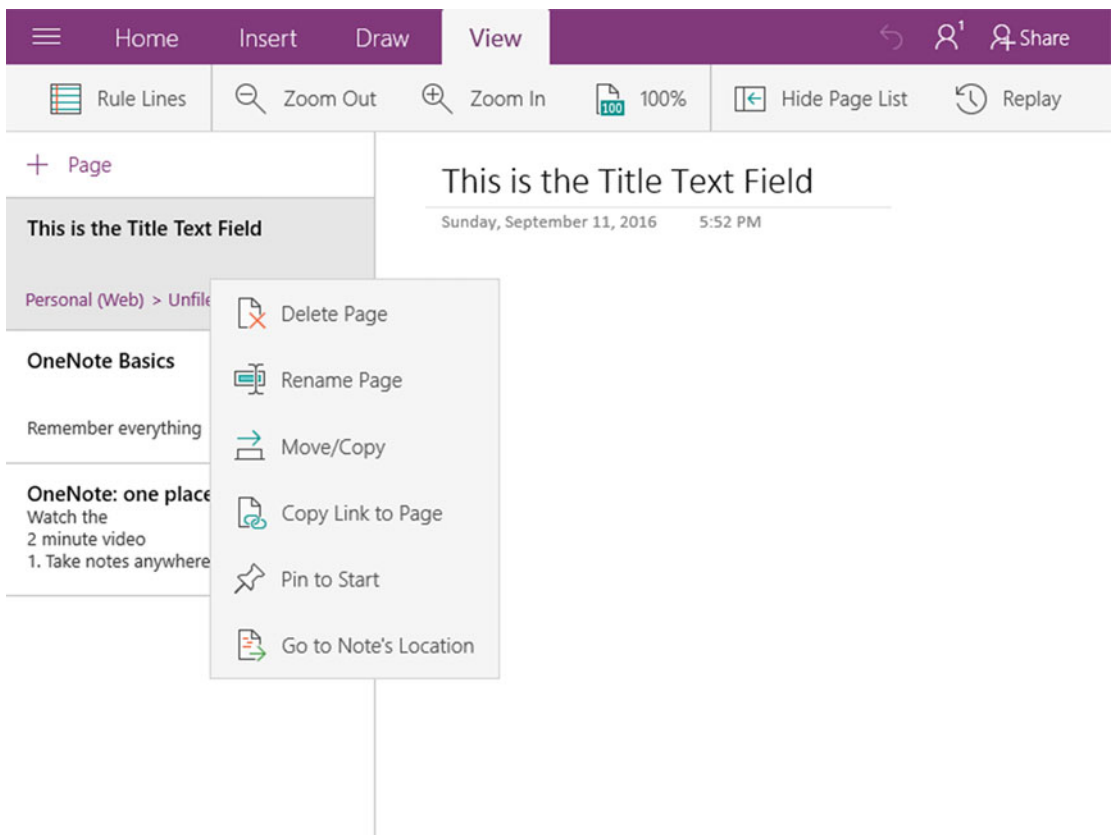 Home Insert Draw View 1 Share
Rule Lines Zoom Out Zoom In 100 100% Hide Page List Replay
+ Page
This is the Title Text Field
Personal (Web) > Unfile
OneNote Basics
Remember everything
OneNote: one place
Watch the
2 minute video
1. Take notes anywhere
Delete Page
Rename Page
Move/Copy
Copy Link to Page
Pin to Start
Go to Note's Location
This is the Title Text Field
Sunday, September 11, 2016 5:52 PM